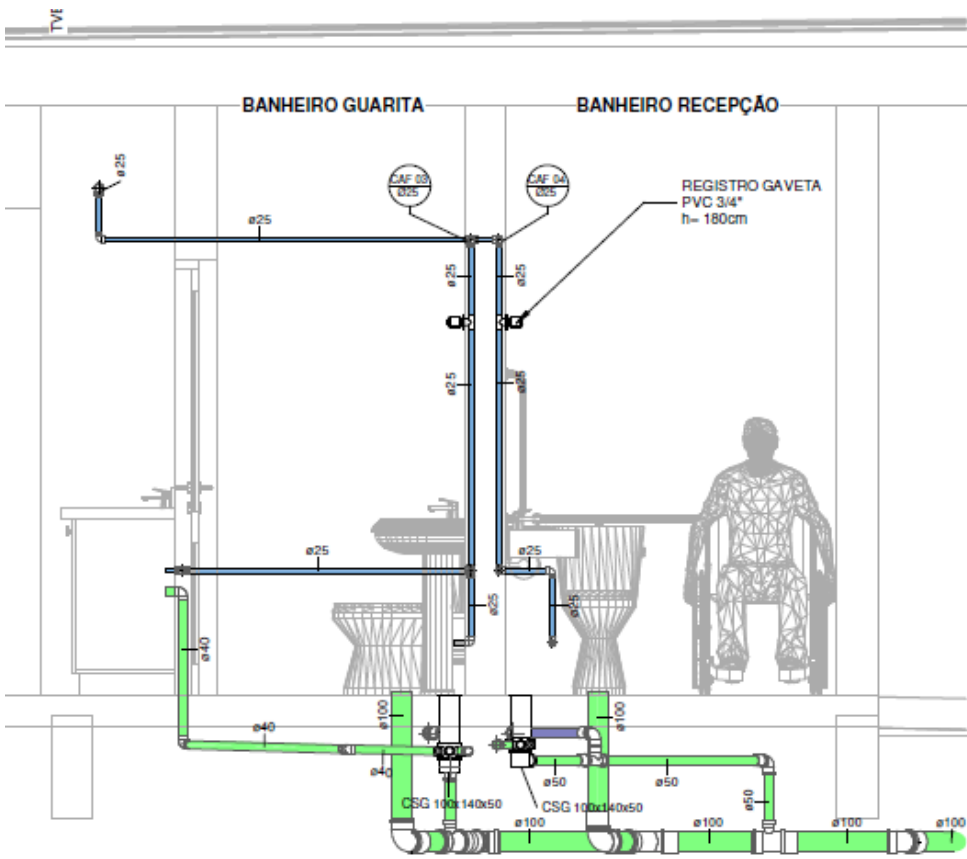 TVE
BANHEIRO GUARITA
BANHEIRO RECEPÇÃO
ø25
CAF 03
Ø25
CAF 04
Ø25
REGISTRO GAVETA
PVC 3/4"
h= 180cm
ø25
ø25
ø25
ø25
ø25
ø25
ø25
ø25
ø25
ø40
ø100
ø100
ø40
ø40
ø50
ø50
ø50
CSG 100x140x50
CSG 100x140x50
ø100
ø100
ø100
ø100